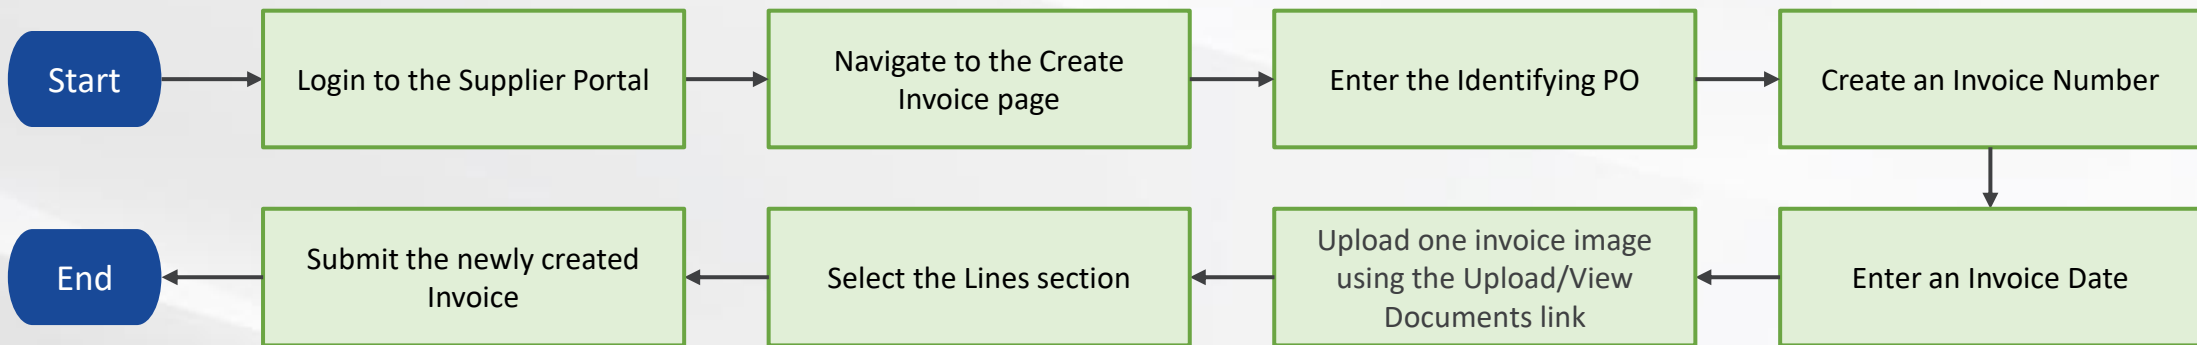 Start
Login to the Supplier Portal
Navigate to the Create
Invoice page
Enter the Identifying PO
Create an Invoice Number
Enter an Invoice Date
Upload one invoice image
using the Upload/View
Documents link
Select the Lines section
Submit the newly created
Invoice
End